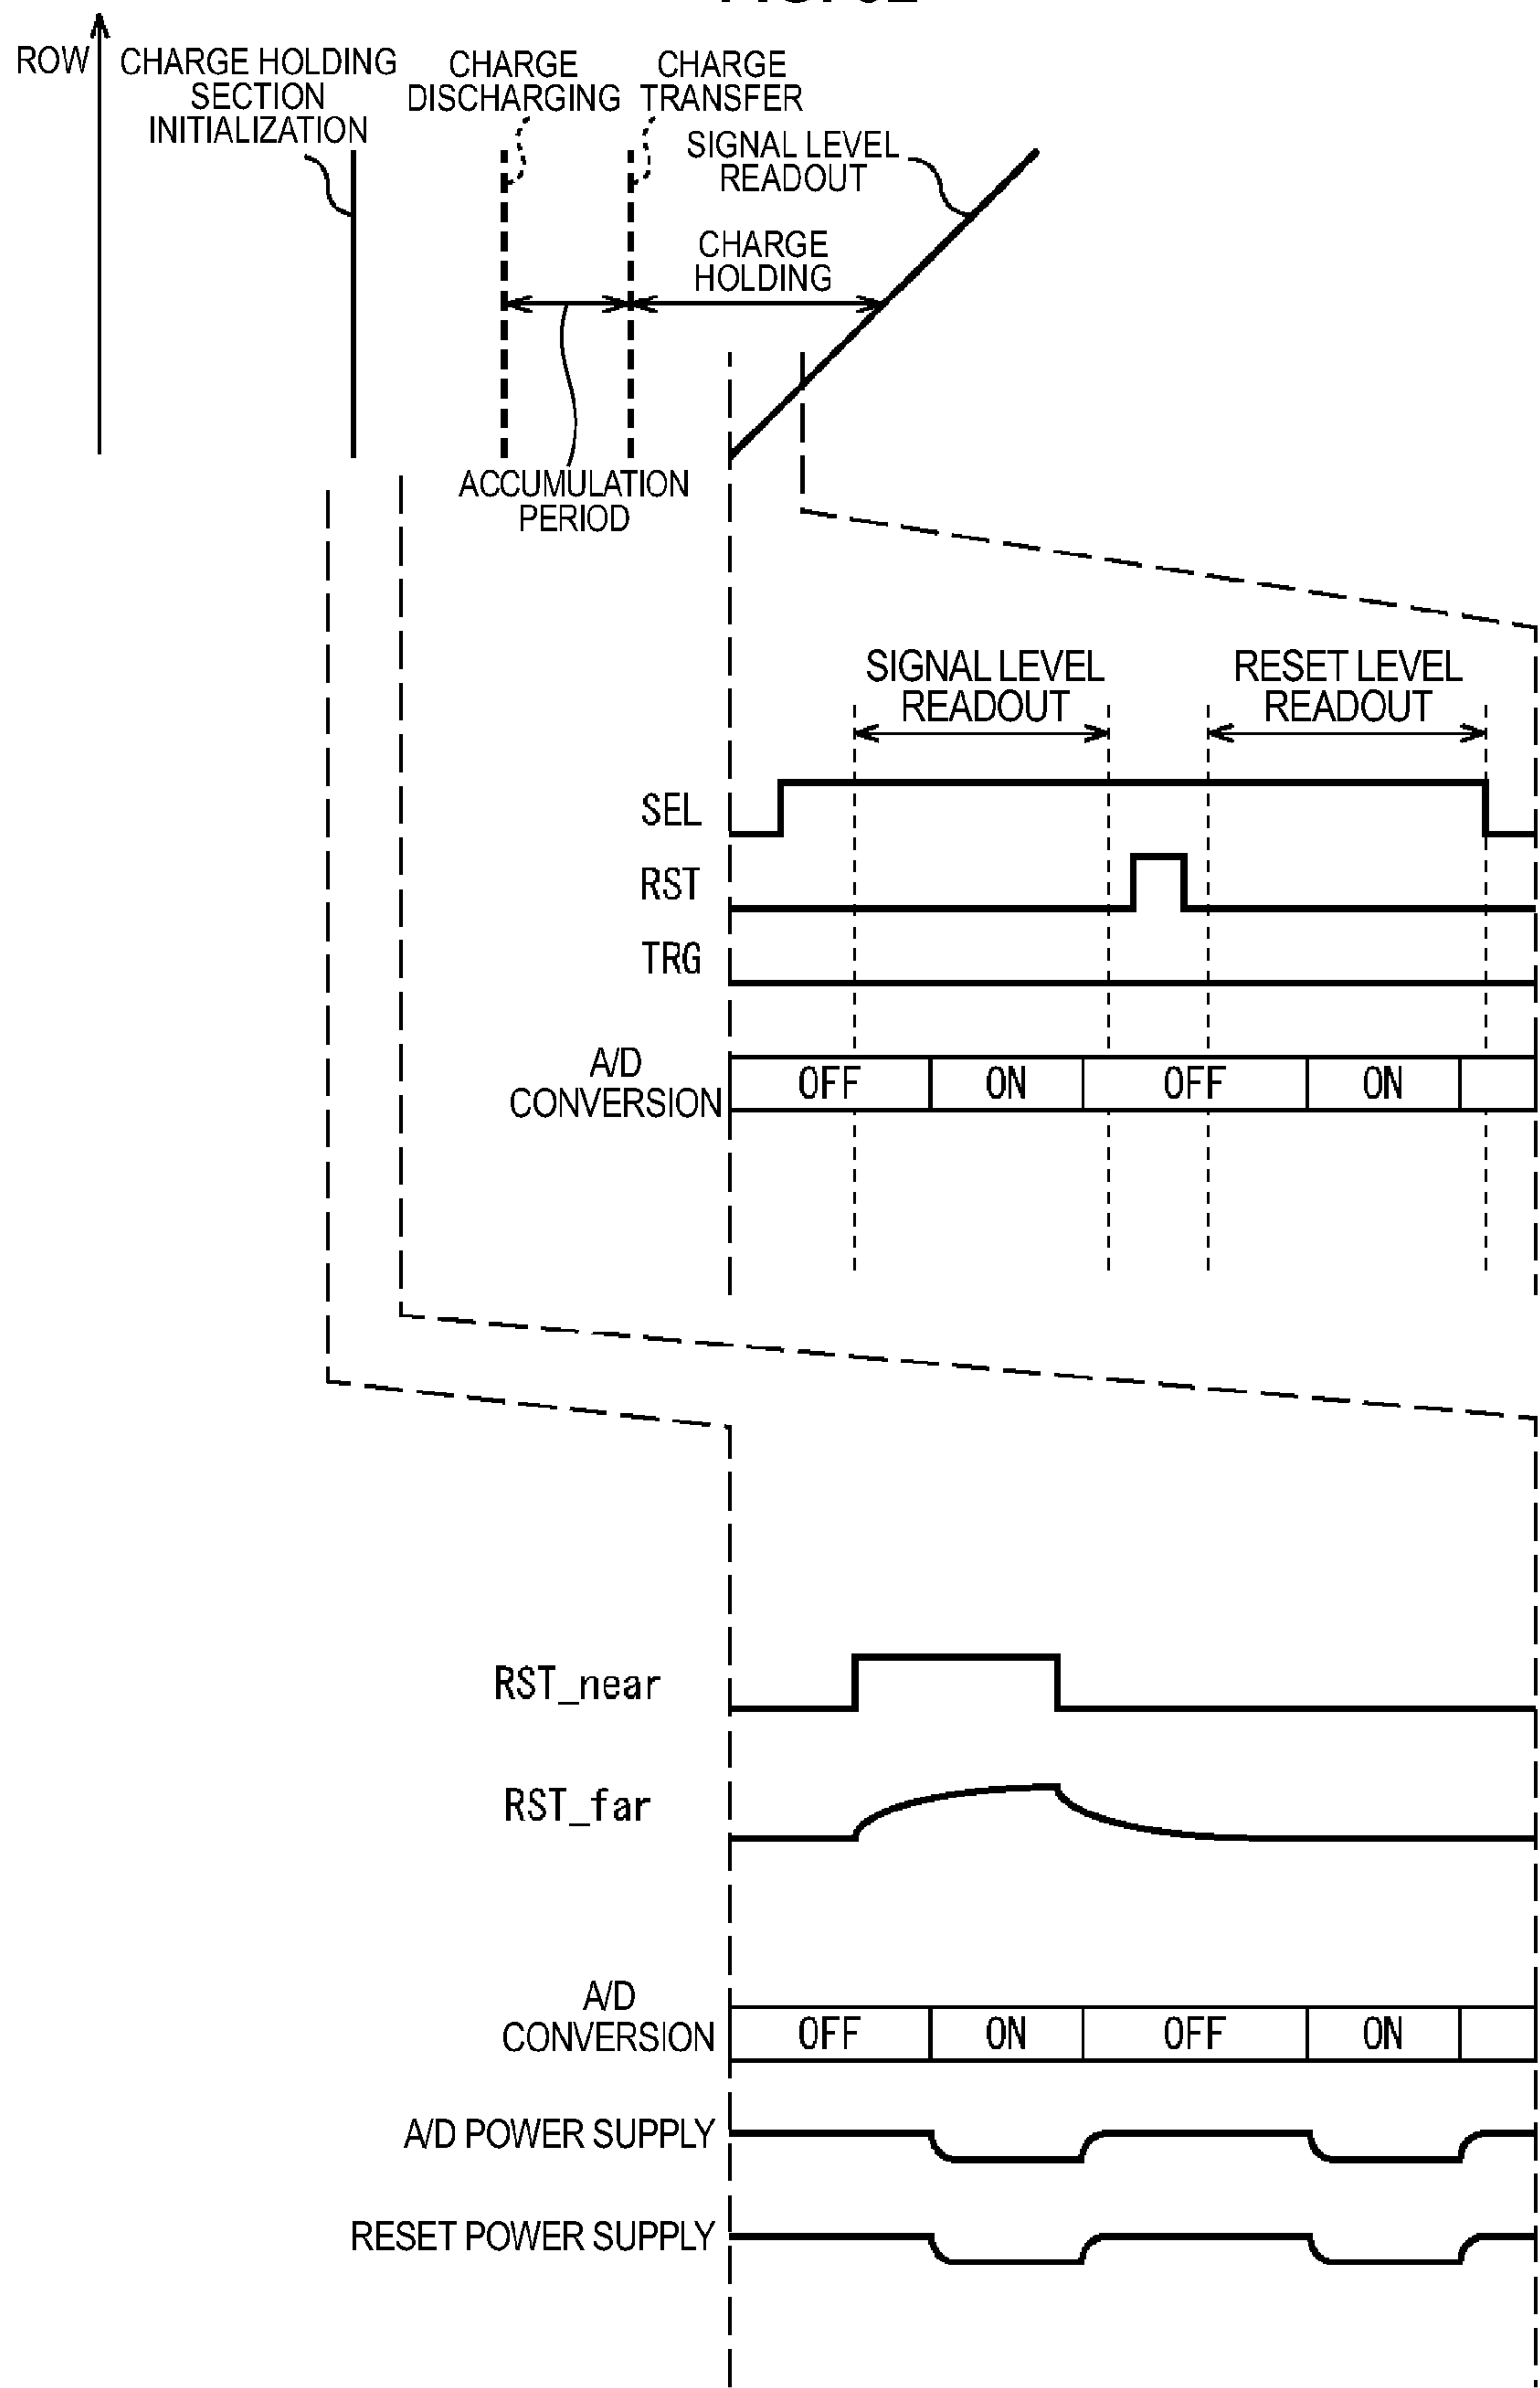 ROW
CHARGE HOLDING
SECTION
INITIALIZATION
CHARGE
DISCHARGING
CHARGE
TRANSFER
SIGNAL LEVEL
READOUT
CHARGE
HOLDING
ACCUMULATION
PERIOD
SIGNAL LEVEL
READOUT
RESET LEVEL
READOUT
SEL
RST
TRG
A/D
CONVERSION
OFF ON OFF ON
RST_near
RST_far
A/D
CONVERSION
OFF ON OFF ON
A/D POWER SUPPLY
RESET POWER SUPPLY